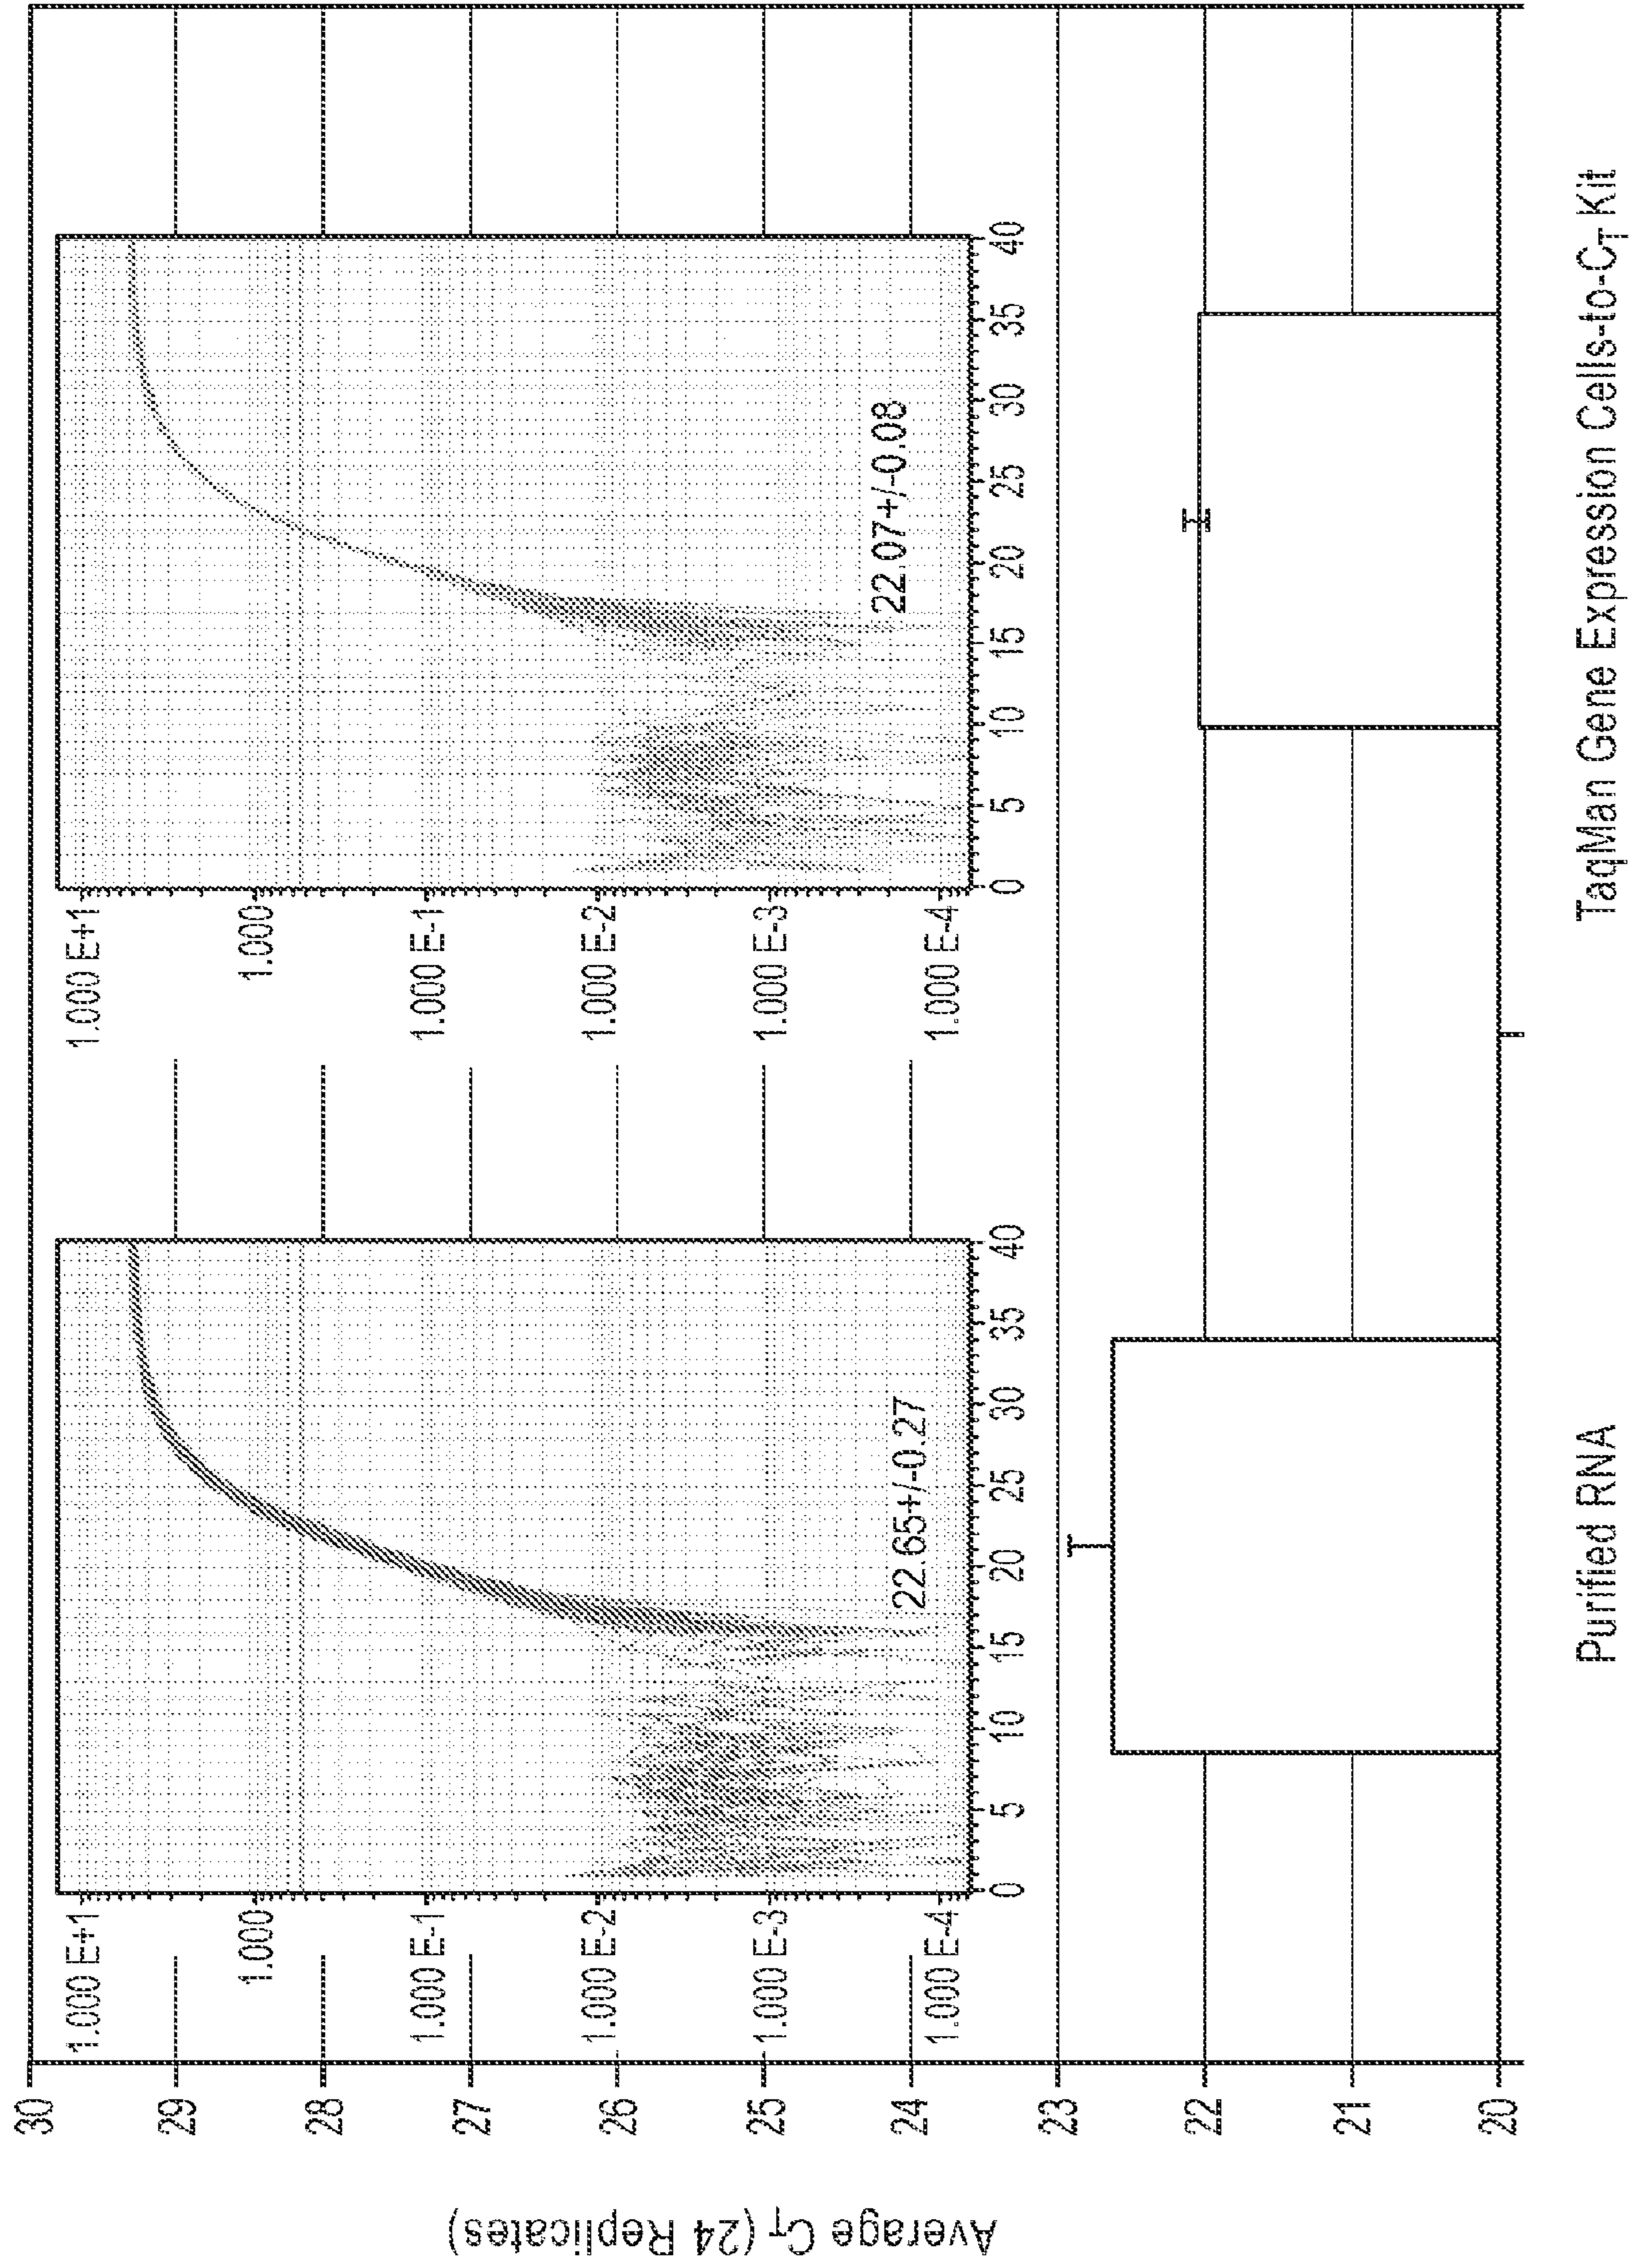 Average CT (24 Replicates)
30
29
28
27
26
25
24
23
22
21
20
1.000 E+1
1.000
1.000 E-1
1.000 E-2
1.000 E-3
1.000 E-4
0 5 10 15 20 25 30 35 40
22.65+/-0.27
1.000 E+1
1.000
1.000 E-1
1.000 E-2
1.000 E-3
1.000 E-4
0 5 10 15 20 25 30 35 40
22.07+/-0.08
Purified RNA
TaqMan Gene Expression Cells-to-CT Kit